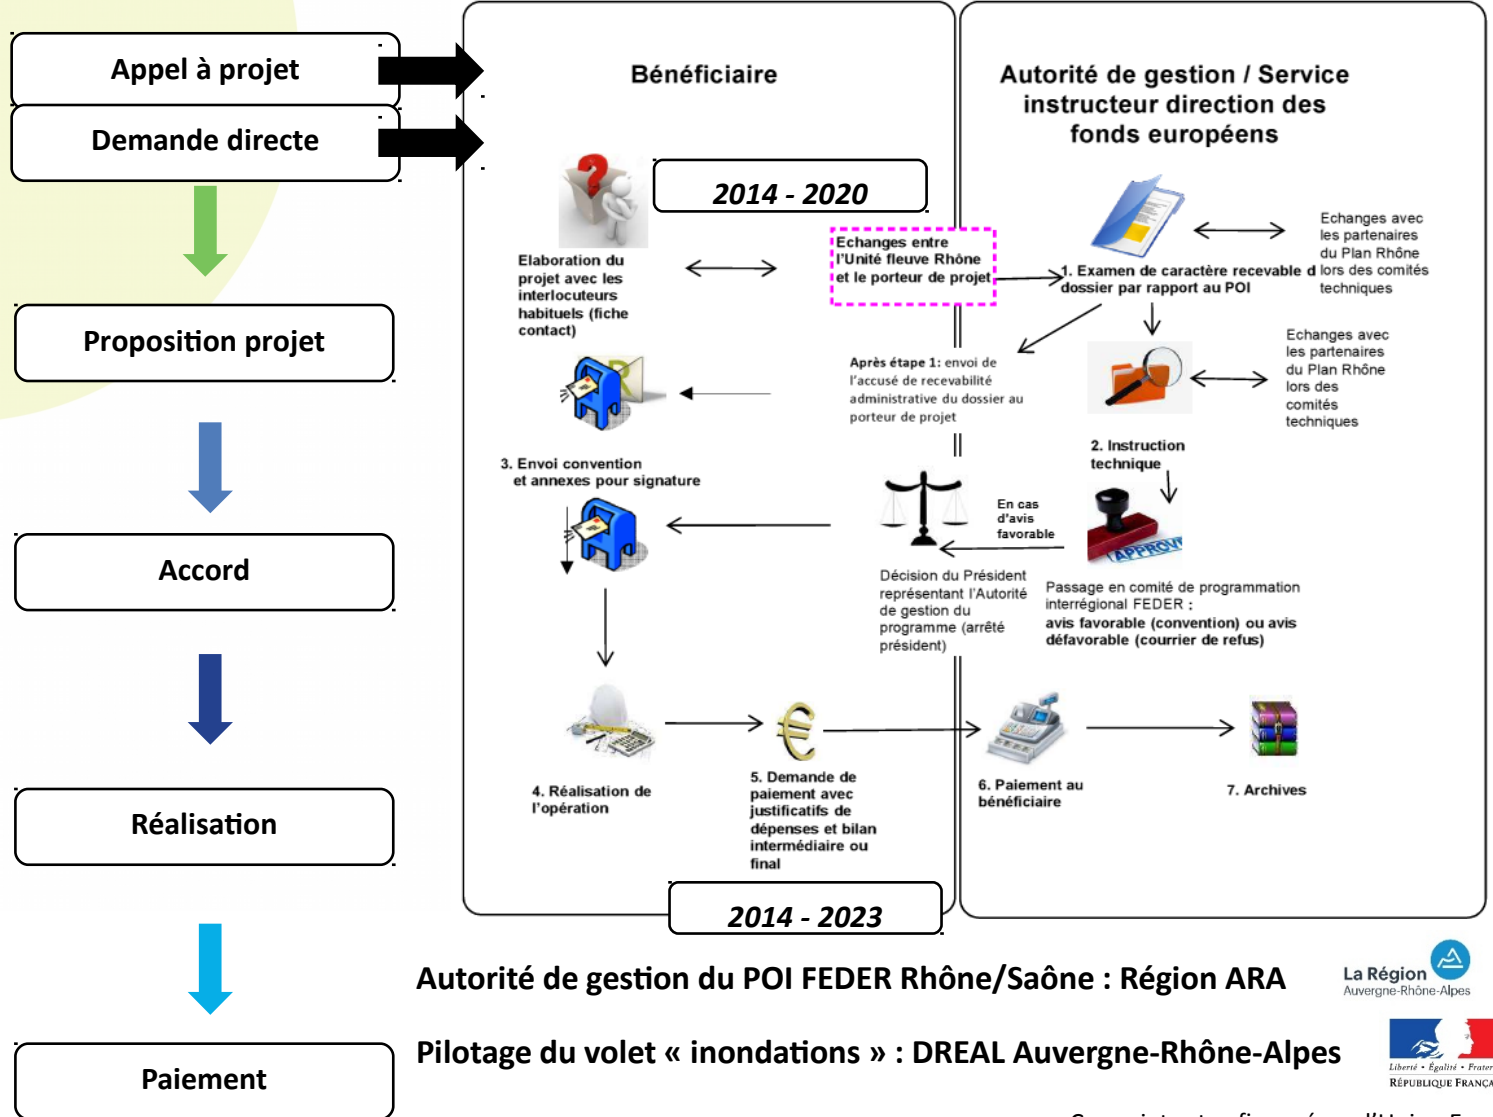 Appel à projet
Demande directe
Proposition projet
Accord
Réalisation
Paiement
Bénéficiaire
2014 - 2020
Elaboration du
projet avec les
interlocuteurs
habituels (fiche
contact)
Echanges entre
l'Unité fleuve Rhône
et le porteur de projet
Autorité de gestion / Service
instructeur direction des
fonds européens
Echanges avec
les partenaires
du Plan Rhône
lors des comités
techniques
1. Examen de caractère recevable d
dossier par rapport au POI
Après étape 1: envoi de
l'accusé de recevabilité
administrative du dossier au
porteur de projet
Echanges avec
les partenaires
du Plan Rhône
lors des
comités
techniques
2. Instruction
technique
3. Envoi convention
et annexes pour signature
En cas
d'avis
favorable
APPROV
Décision du Président
représentant l'Autorité
de gestion du
programme (arrêté
président)
Passage en comité de programmation
interrégional FEDER :
avis favorable (convention) ou avis
défavorable (courrier de refus)
4. Réalisation de
l'opération
5. Demande de
paiement avec
justificatifs de
dépenses et bilan
intermédiaire ou
final
6. Paiement au
bénéficiaire
7. Archives
2014 - 2023
Autorité de gestion du POI FEDER Rhône/Saône : Région ARA
La Région
Auvergne-Rhône-Alpes
Pilotage du volet « inondations » : DREAL Auvergne-Rhône-Alpes
Liberté • Égalité • Frater
RÉPUBLIQUE FRANÇA